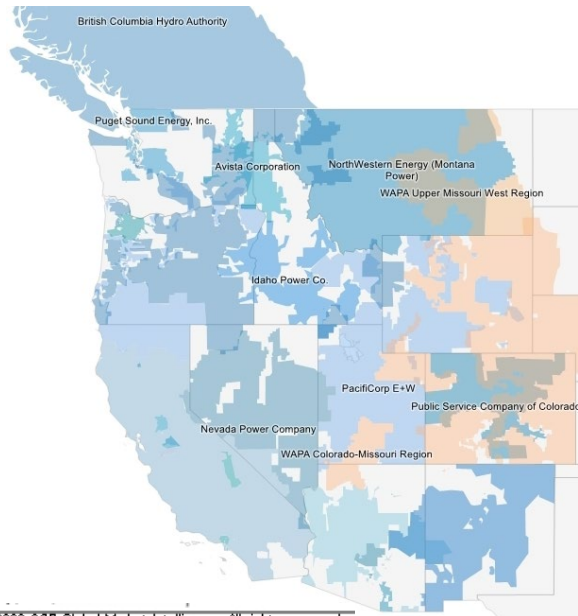 British Columbia Hydro Authority
Puget Sound Energy, Inc.
Avista Corporation
NorthWestern Energy (Montana
Power)
WAPA Upper Missouri West Region
Idaho Power Co.
PacifiCorp E+W
Public Service Company of Colorado
Nevada Power Company
WAPA Colorado-Missouri Region